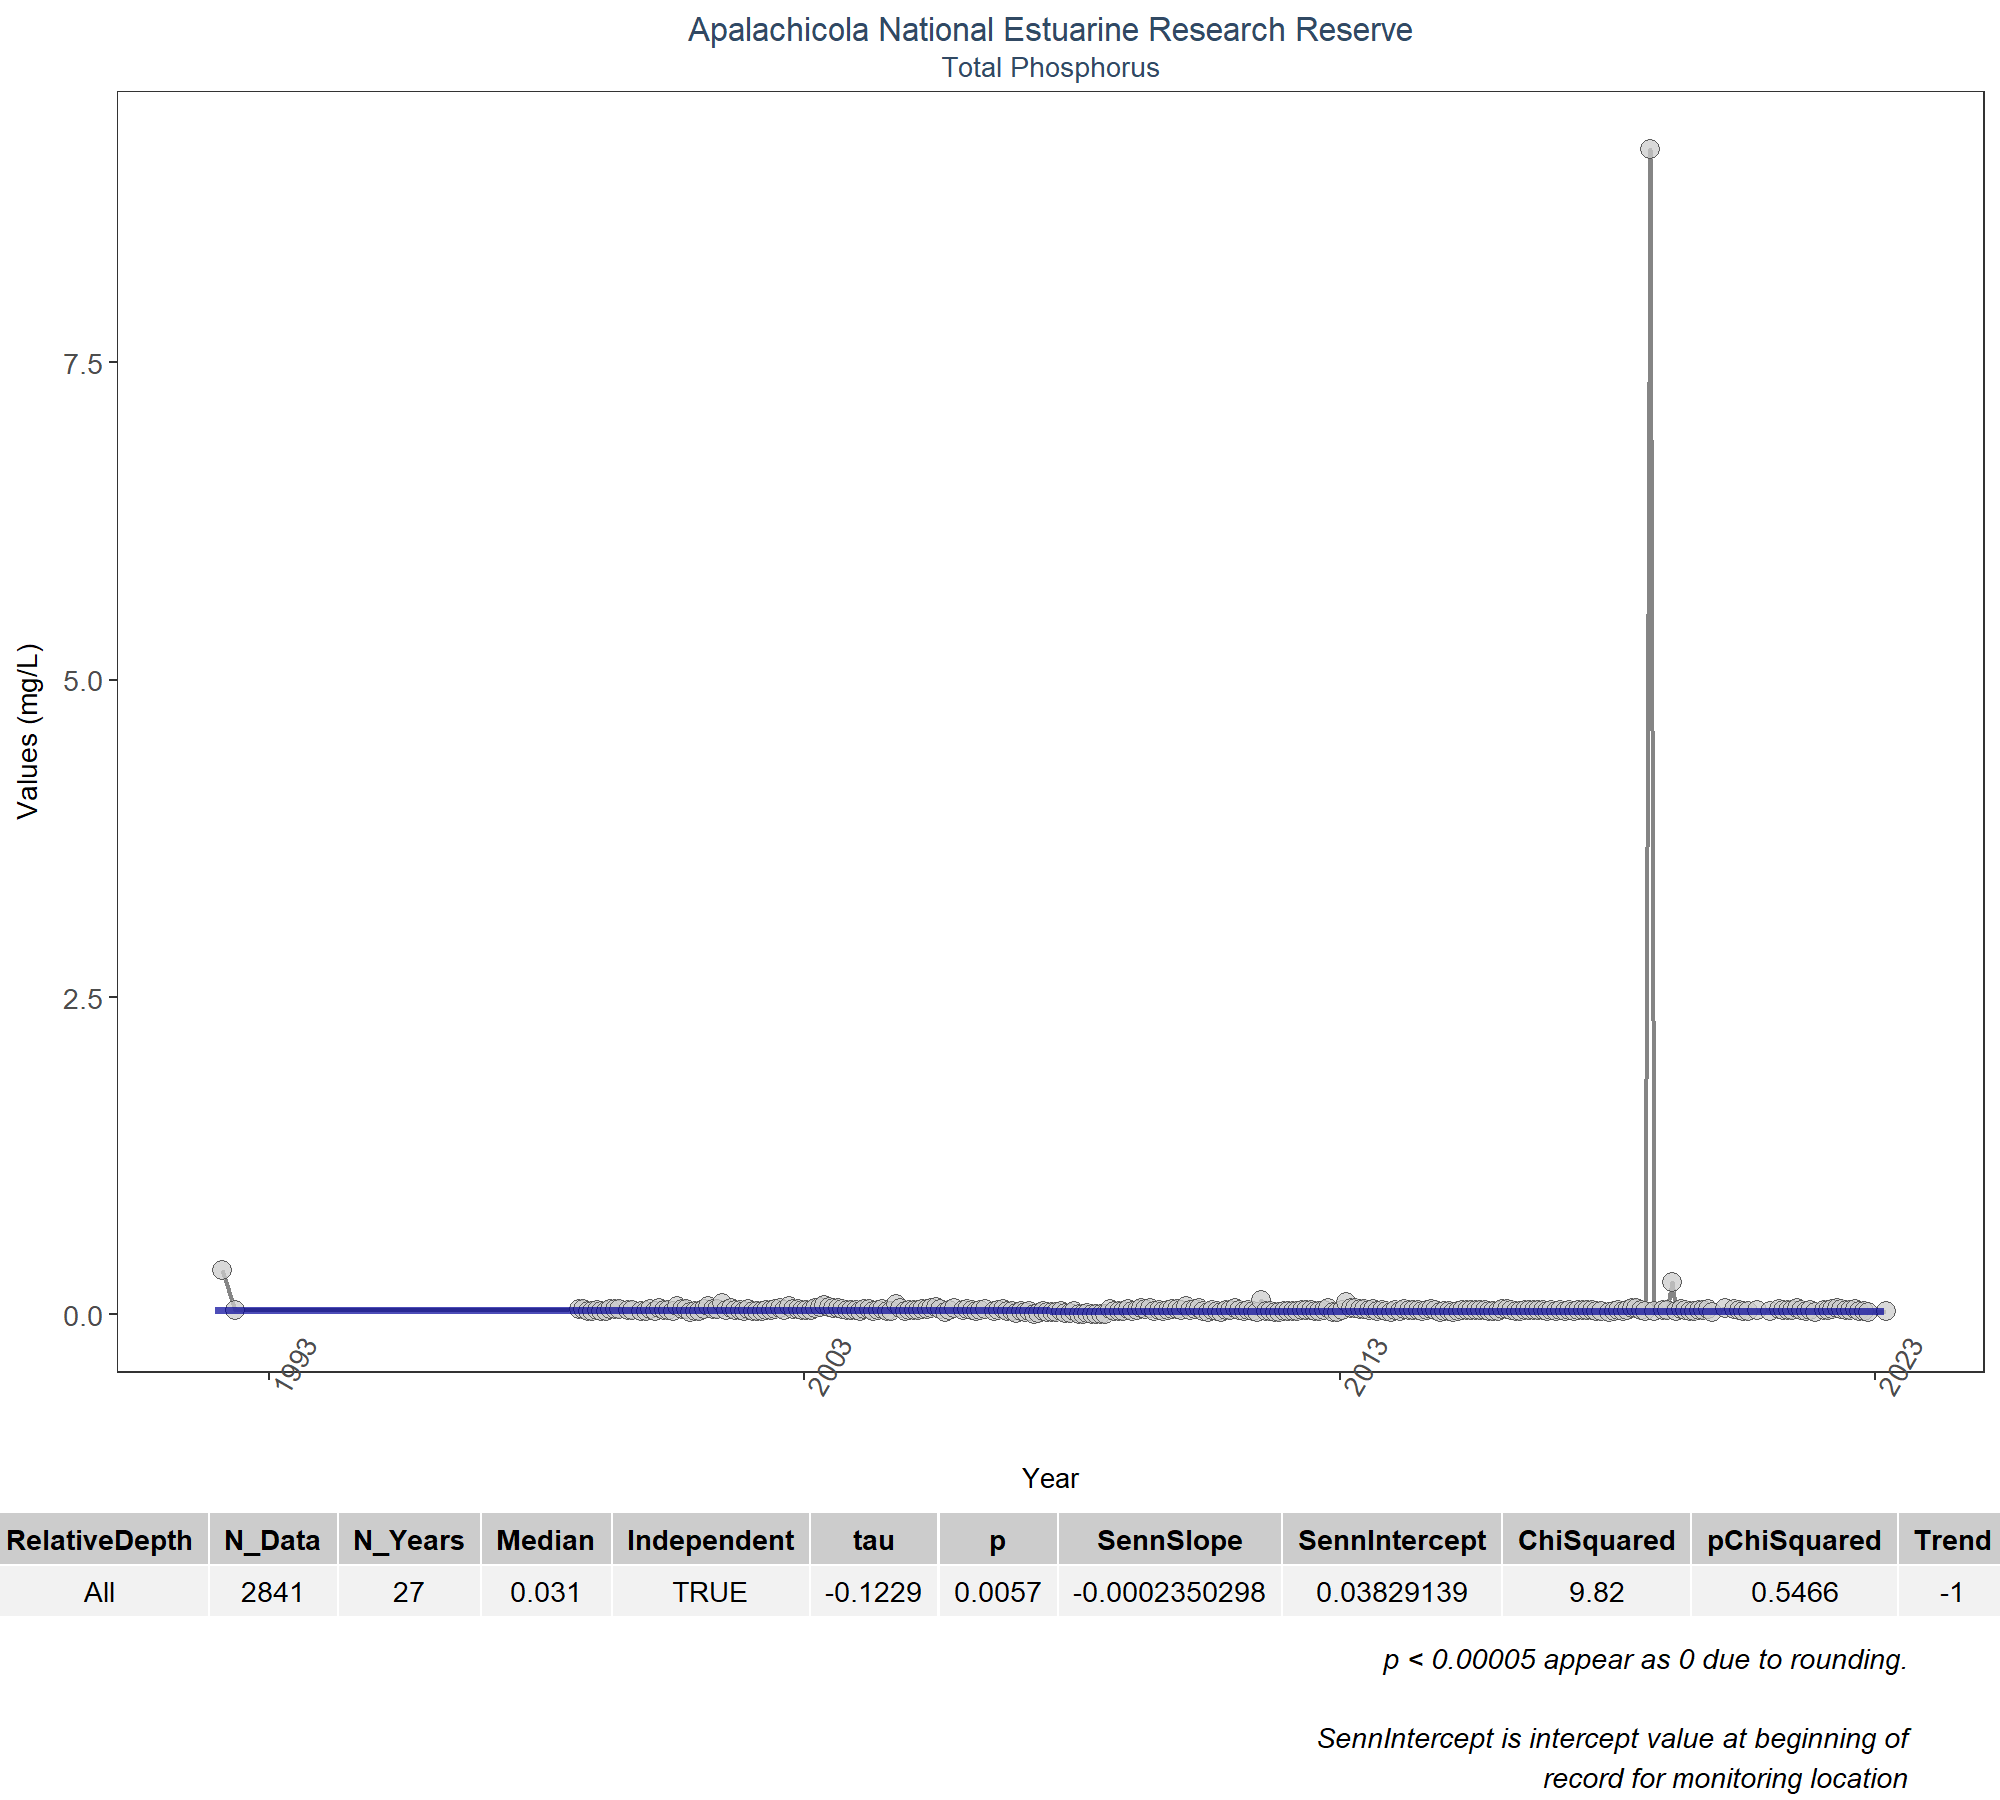 Apalachicola National Estuarine Research Reserve
Total Phosphorus
Values (mg/L)
7.5
5.0
2.5
0.0
1993 2003 2013 2023
Year
RelativeDepth N_Data N_Years Median Independent tau p SennSlope SennIntercept ChiSquared pChiSquared Trend
All 2841 27 0.031 TRUE -0.1229 0.0057 -0.0002350298 0.03829139 9.82 0.5466 -1
p < 0.00005 appear as 0 due to rounding.
SennIntercept is intercept value at beginning of
record for monitoring location